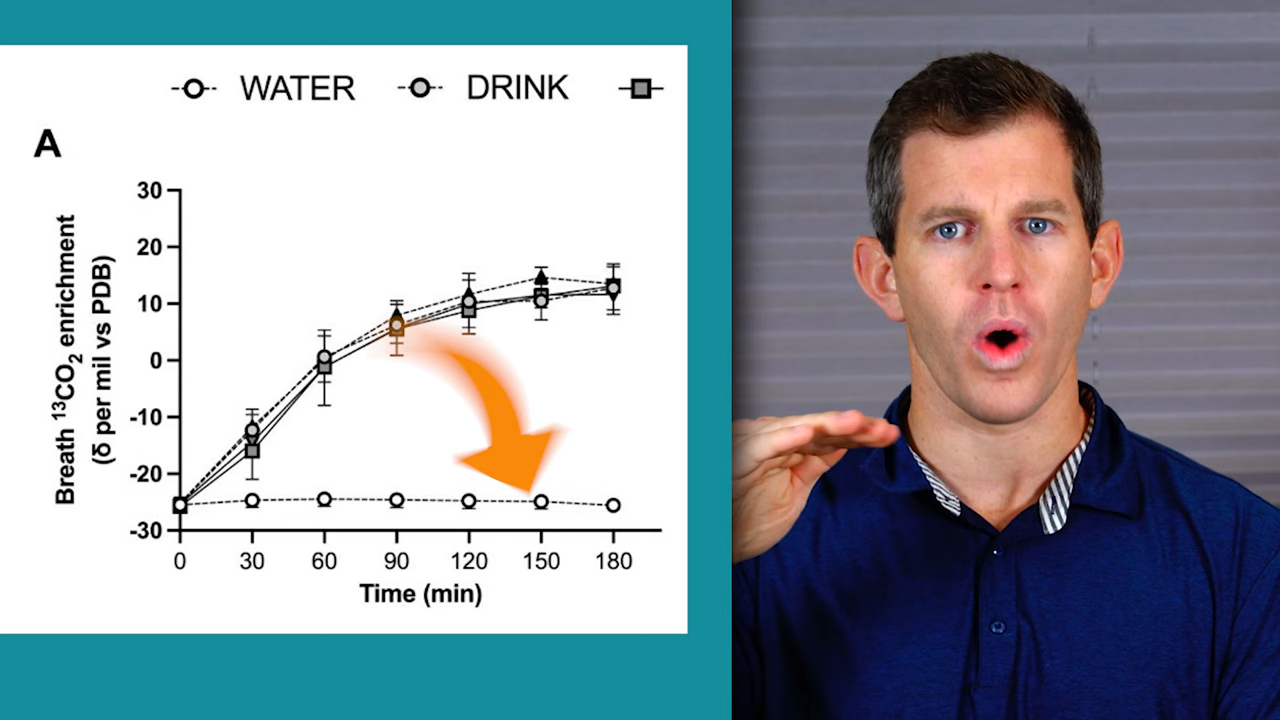 WATER DRINK
A
30
20
10
0
-10
-20
-30
Breath ¹³CO₂ enrichment
(δ per mil vs PDB)
0 30 60 90 120 150 180
Time (min)